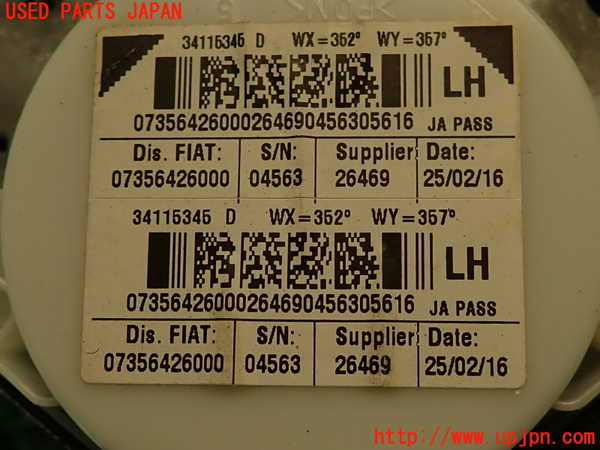 USED PARTS JAPAN
>PON<
34115345 D WX=352° WY=357°
LH
07356426000264690456305616 JA PASS
Dis. FIAT: S/N: Supplier: Date:
07356426000 04563 26469 25/02/16
34115345 D WX=352° WY=357°
LH
07356426000264690456305616 JA PASS
Dis. FIAT: S/N: Supplier: Date:
07356426000 04563 26469 25/02/16
http://www.upjpn.com/